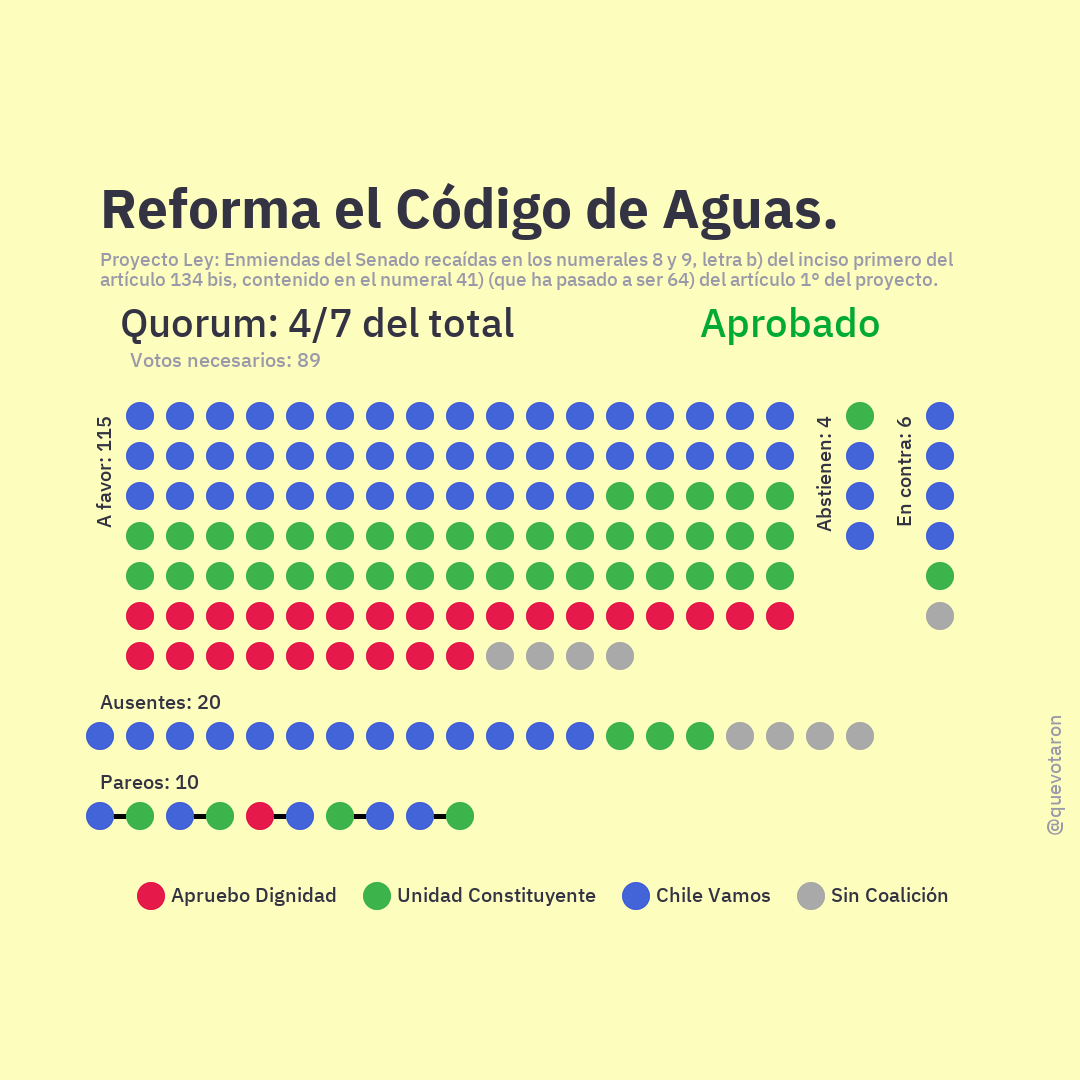 Reforma el Código de Aguas.
Proyecto Ley: Enmiendas del Senado recaídas en los numerales 8 y 9, letra b) del inciso primero del
artículo 134 bis, contenido en el numeral 41) (que ha pasado a ser 64) del artículo 1° del proyecto.
Quorum: 4/7 del total
Aprobado
Votos necesarios: 89
A favor: 115
Abstienen: 4
En contra: 6
Ausentes: 20
Pareos: 10
@quevotaron
Apruebo Dignidad
Unidad Constituyente
Chile Vamos
Sin Coalición